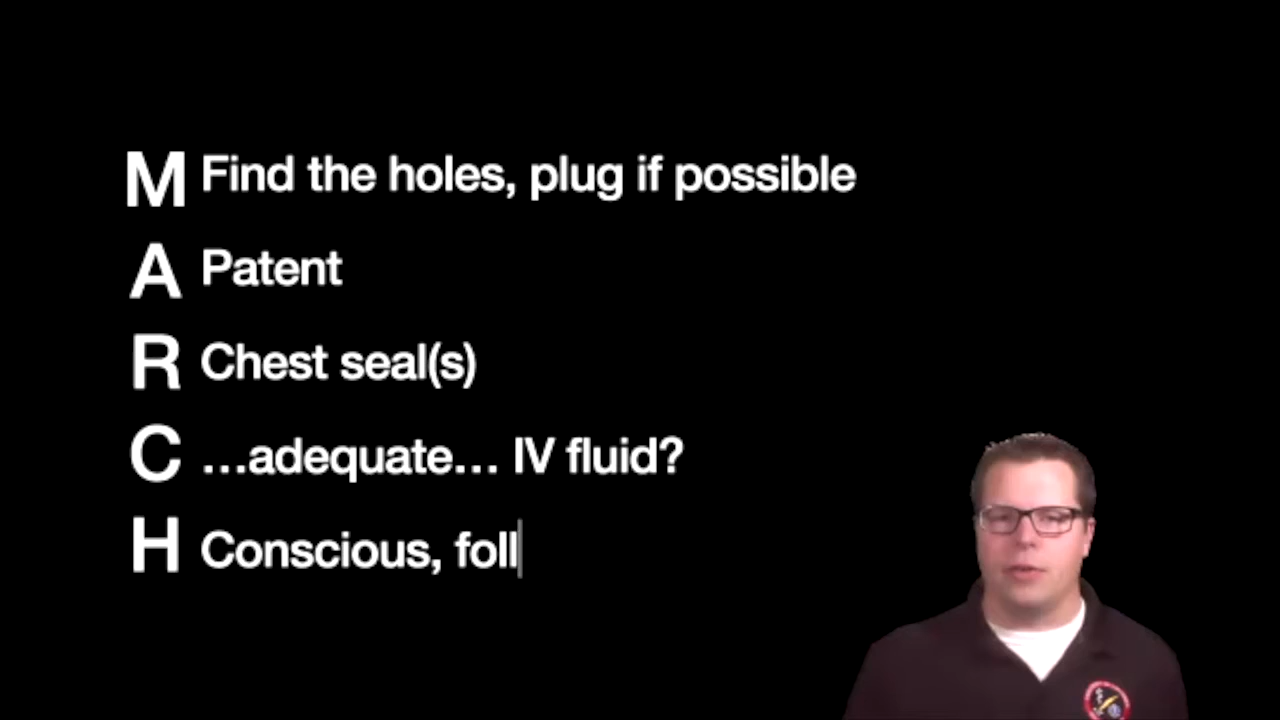 M Find the holes, plug if possible
A Patent
R Chest seal(s)
C …adequate… IV fluid?
H Conscious, foll